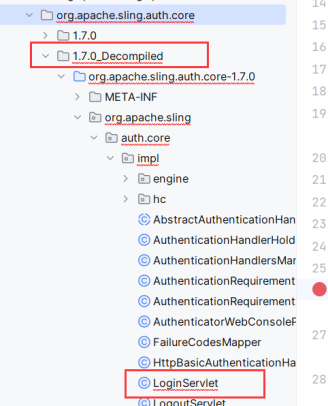 org.apache.sling.auth.core
1.7.0
1.7.0_Decompiled
org.apache.sling.auth.core-1.7.0
META-INF
org.apache.sling
auth.core
impl
engine
hc
AbstractAuthenticationHan
AuthenticationHandlerHold
AuthenticationHandlersMa
AuthenticationRequirement
AuthenticationRequirement
AuthenticatorWebConsoleP
FailureCodesMapper
HttpBasicAuthenticationHa
LoginServlet
LogoutServlet
14
15
16
17
18
19
20
21
22
23
24
25
27
28